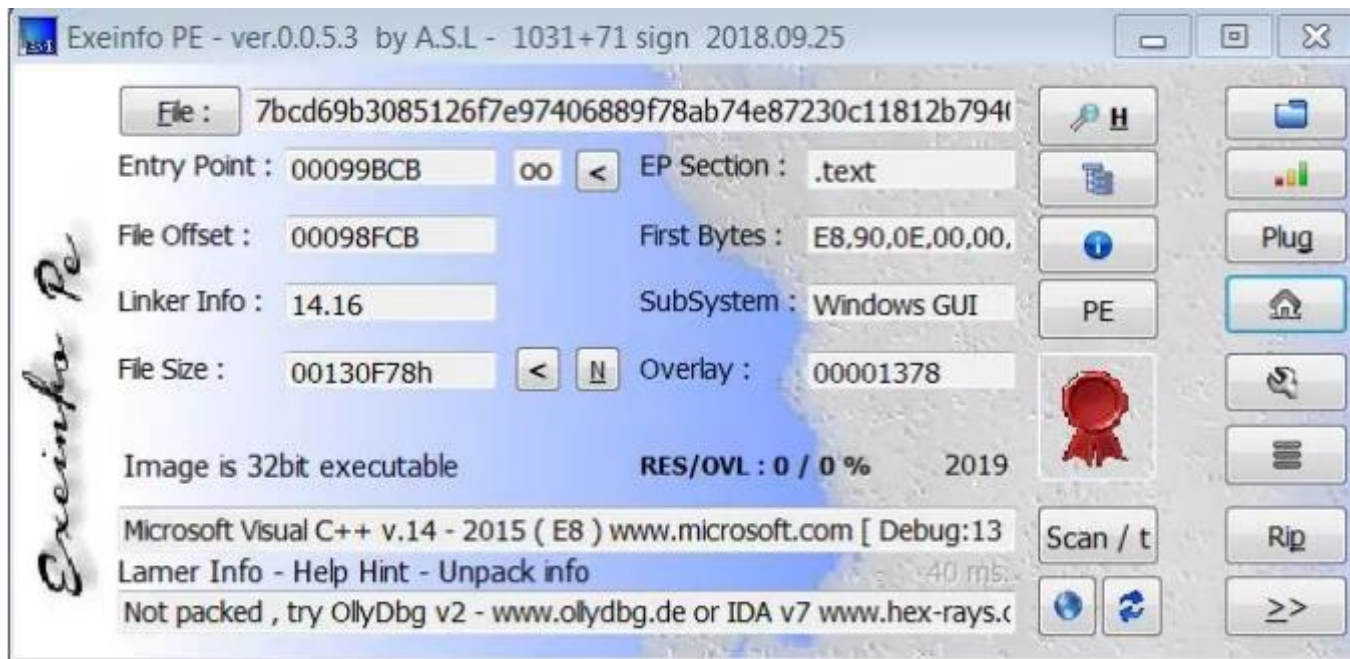 Exeinfo PE - ver.0.0.5.3 by A.S.L - 1031+71 sign 2018.09.25
File : 7bcd69b3085126f7e97406889f78ab74e87230c11812b794(
H
Entry Point : 00099BCB oo < EP Section : .text
File Offset : 00098FCB First Bytes : E8,90,0E,00,00,
Plug
Linker Info : 14.16 SubSystem : Windows GUI
PE
File Size : 00130F78h < N Overlay : 00001378
Image is 32bit executable RES/OVL : 0 / 0 % 2019
Microsoft Visual C++ v.14 - 2015 ( E8 ) www.microsoft.com [ Debug:13
Scan / t Rip
Lamer Info - Help Hint - Unpack info 40 ms.
Not packed , try OllyDbg v2 - www.ollydbg.de or IDA v7 www.hex-rays.c
>>
Exeinfo Pe